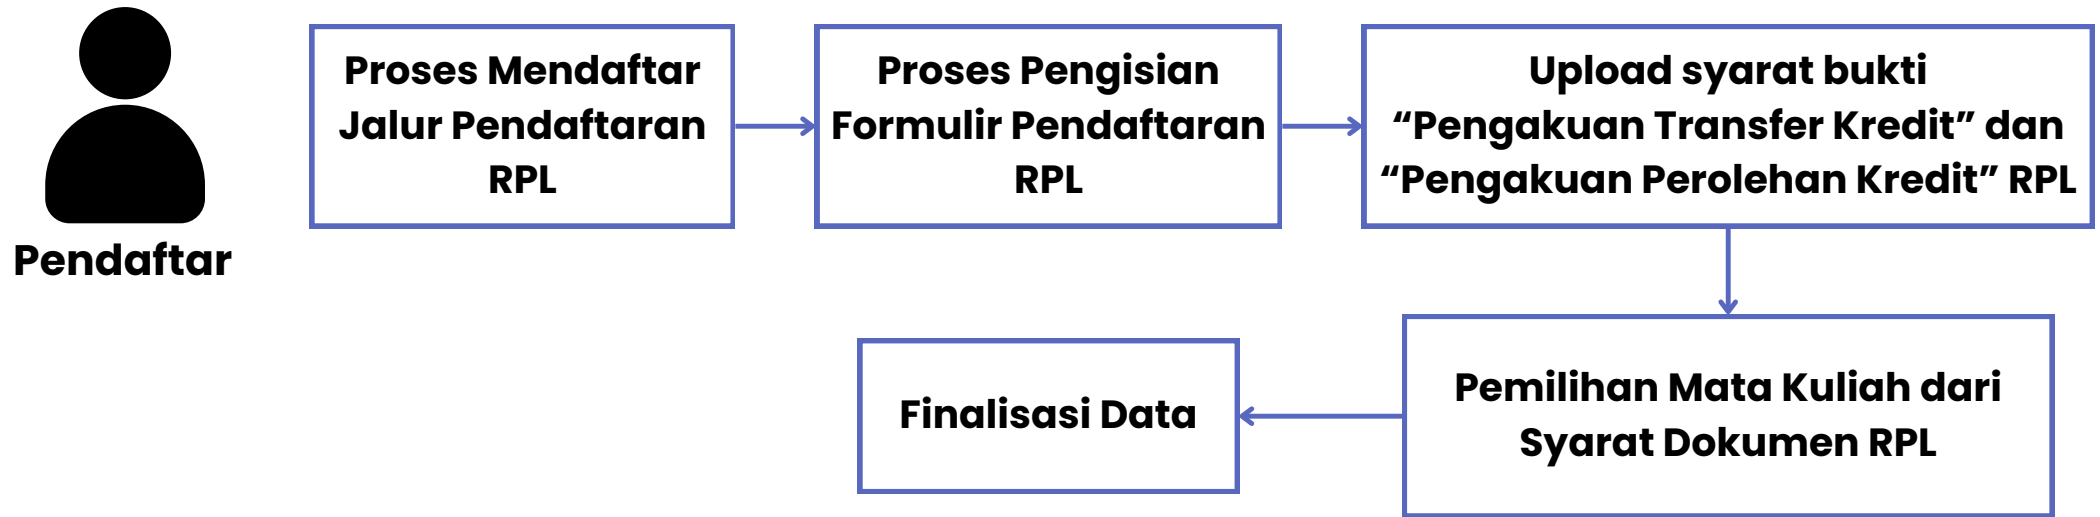 Pendaftar
Proses Mendaftar
Jalur Pendaftaran
RPL
Proses Pengisian
Formulir Pendaftaran
RPL
Upload syarat bukti
“Pengakuan Transfer Kredit” dan
“Pengakuan Perolehan Kredit” RPL
Pemilihan Mata Kuliah dari
Syarat Dokumen RPL
Finalisasi Data